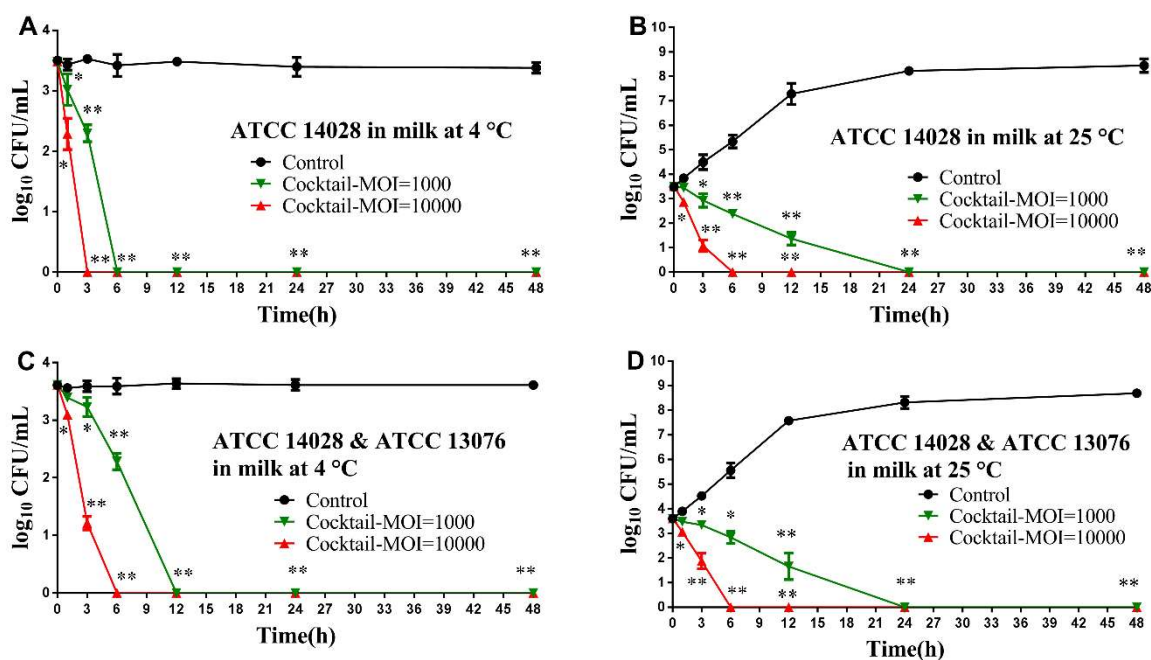 A
log10 CFU/mL
4
3
2
1
0
* **
ATCC 14028 in milk at 4 °C
Control
Cocktail-MOI=1000
Cocktail-MOI=10000
*
** ** ** ** **
0 3 6 9 12 15 18 21 24 27 30 33 36 39 42 45 48
Time(h)
B
log10 CFU/mL
10
9
8
7
6
5
4
3
2
1
0
ATCC 14028 in milk at 25 °C
Control
Cocktail-MOI=1000
Cocktail-MOI=10000
* ** **
* ** ** ** ** **
0 3 6 9 12 15 18 21 24 27 30 33 36 39 42 45 48
Time(h)
C
log10 CFU/mL
4
3
2
1
0
* * **
ATCC 14028 & ATCC 13076
in milk at 4 °C
Control
Cocktail-MOI=1000
Cocktail-MOI=10000
**
** ** ** **
0 3 6 9 12 15 18 21 24 27 30 33 36 39 42 45 48
Time(h)
D
log10 CFU/mL
10
9
8
7
6
5
4
3
2
1
0
ATCC 14028 & ATCC 13076
in milk at 25 °C
Control
Cocktail-MOI=1000
Cocktail-MOI=10000
* * **
* ** ** ** ** **
0 3 6 9 12 15 18 21 24 27 30 33 36 39 42 45 48
Time(h)